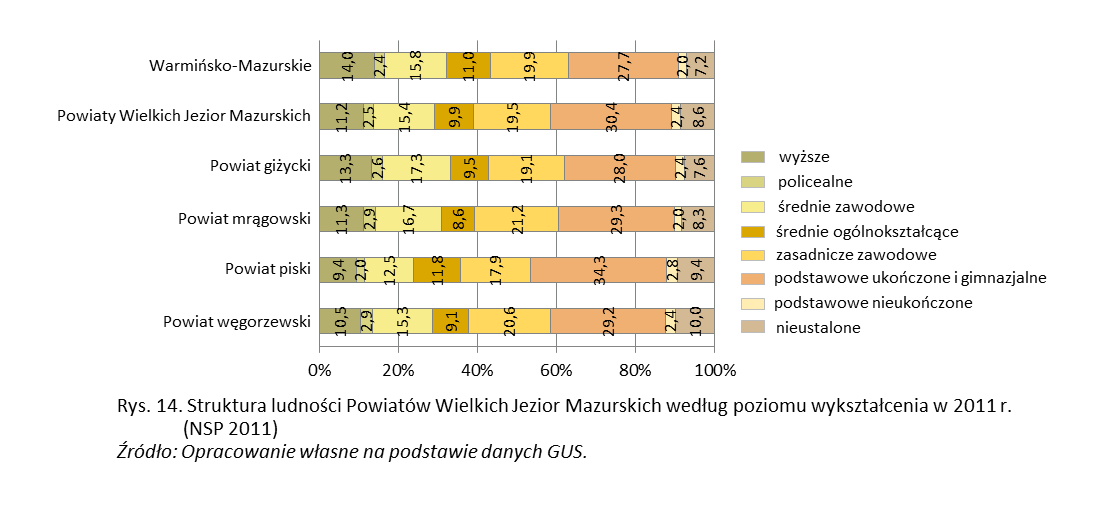 Warmińsko-Mazurskie
14,0 2,4 15,8 11,0 19,9 27,7 2,0 7,2
Powiaty Wielkich Jezior Mazurskich
11,2 2,5 15,4 9,9 19,5 30,4 2,4 8,6
Powiat giżycki
13,3 2,6 17,3 9,5 19,1 28,0 2,4 7,6
Powiat mrągowski
11,3 2,9 16,7 8,6 21,2 29,3 2,0 8,3
Powiat piski
9,4 2,0 12,5 11,8 17,9 34,3 2,8 9,4
Powiat węgorzewski
10,5 2,9 15,3 9,1 20,6 29,2 2,4 10,0
0% 20% 40% 60% 80% 100%
wyższe
policealne
średnie zawodowe
średnie ogólnokształcące
zasadnicze zawodowe
podstawowe ukończone i gimnazjalne
podstawowe nieukończone
nieustalone
Rys. 14. Struktura ludności Powiatów Wielkich Jezior Mazurskich według poziomu wykształcenia w 2011 r.
(NSP 2011)
Źródło: Opracowanie własne na podstawie danych GUS.